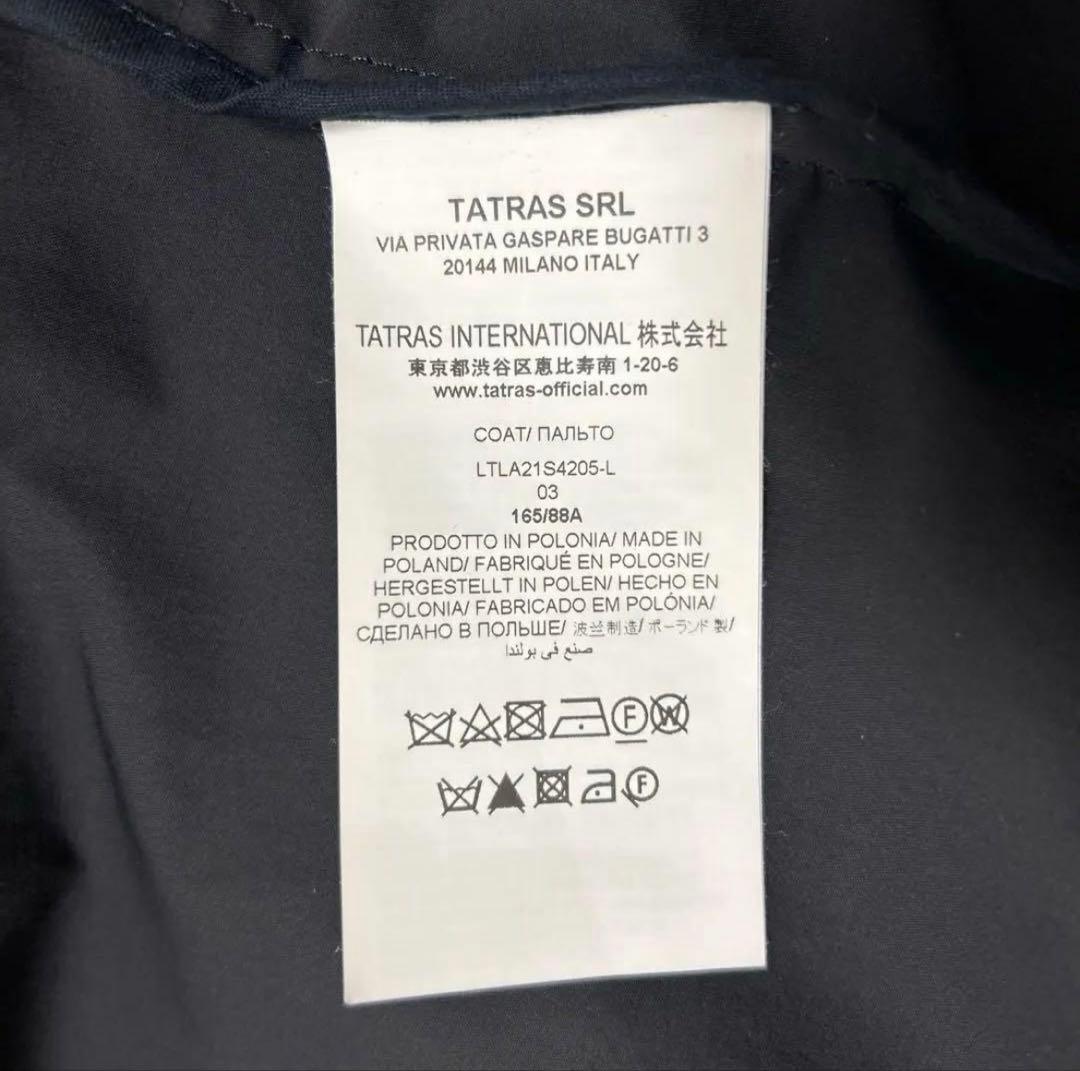 TATRAS SRL
VIA PRIVATA GASPARE BUGATTI 3
20144 MILANO ITALY
TATRAS INTERNATIONAL 株式会社
東京都渋谷区恵比寿南 1-20-6
www.tatras-official.com
COAT/ ПАЛЬТО
LTLA21S4205-L
03
165/88A
PRODOTTO IN POLONIA/ MADE IN
POLAND/ FABRIQUÉ EN POLOGNE/
HERGESTELLT IN POLEN/ HECHO EN
POLONIA/ FABRICADO EM POLÓNIA/
СДЕЛАНО В ПОЛЬШЕ/ 波兰制造/ ポーランド製/
صنع في بولندا
F W
F